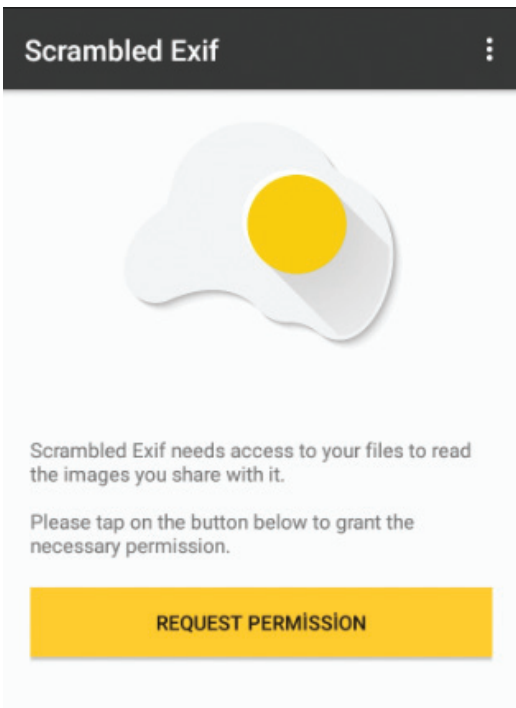 Scrambled Exif
Scrambled Exif needs access to your files to read
the images you share with it.
Please tap on the button below to grant the
necessary permission.
REQUEST PERMİSSİON